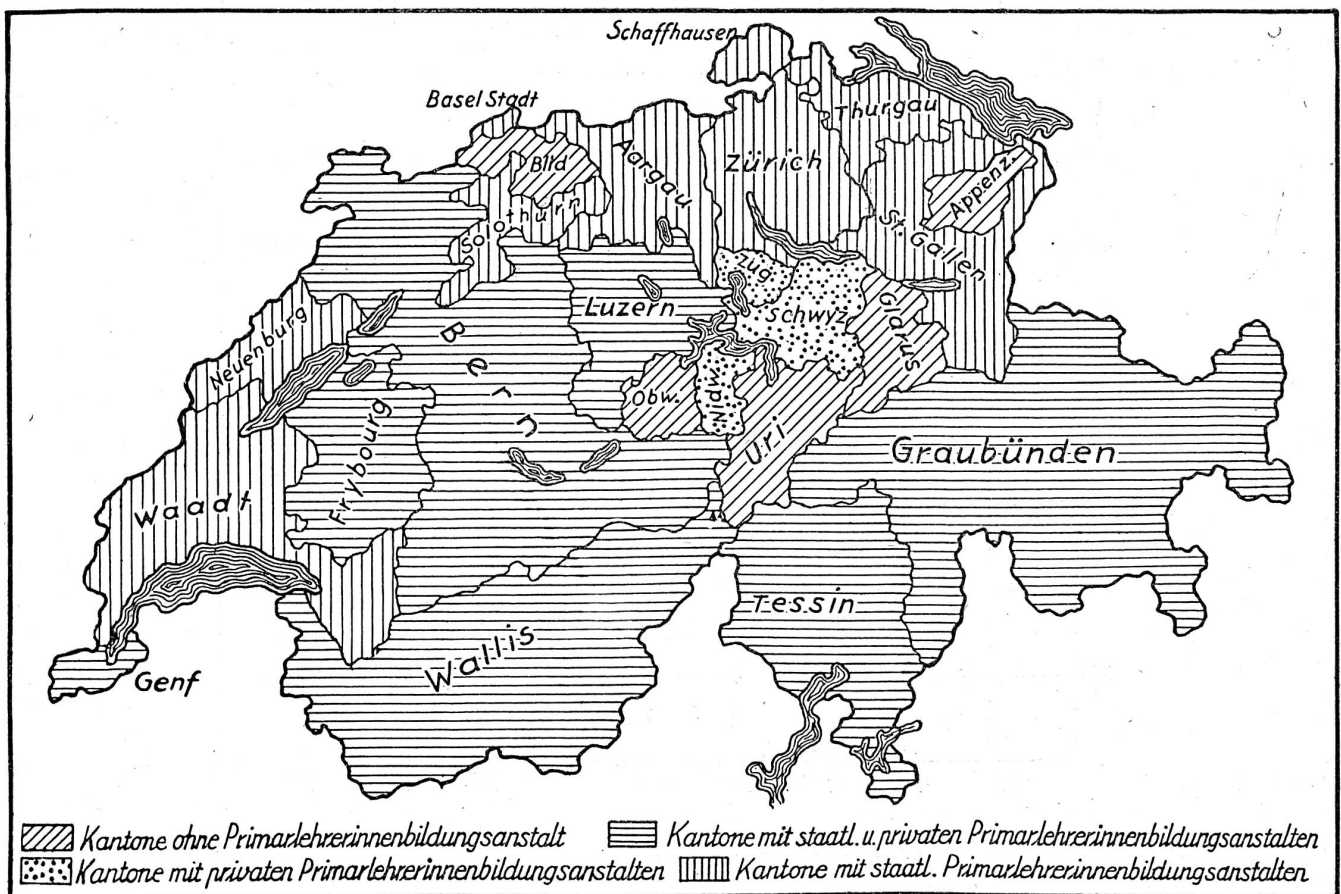 Schaffhausen
Basel Stadt
Thurgau
Bild
Aargau
Zürich
Appenz.
Solothurn
St. Gallen
Zug
Luzern
Schwyz
Glarus
Neuenburg
Bern
Obw.
Nidw.
Uri
Graubünden
Frybourg
Waadt
Tessin
Wallis
Genf
Kantone ohne Primarlehrerinnenbildungsanstalt
Kantone mit staatl. u. privaten Primarlehrerinnenbildungsanstalten
Kantone mit privaten Primarlehrerinnenbildungsanstalten
Kantone mit staatl. Primarlehrerinnenbildungsanstalten